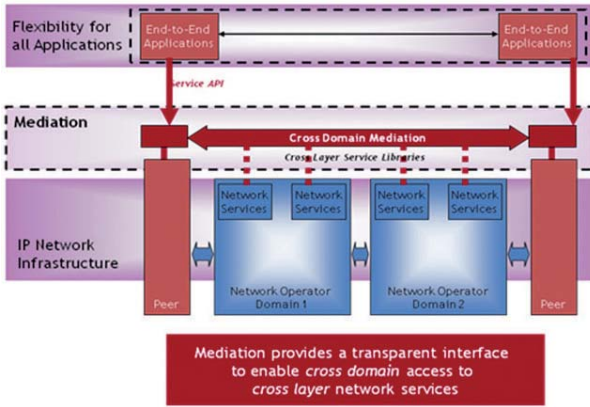 Flexibility for
all Applications
End-to-End
Applications
End-to-End
Applications
Service API
Mediation
Cross Domain Mediation
Cross Layer Service Libraries
Network
Services
Network
Services
Network
Services
Network
Services
IP Network
Infrastructure
Peer
Network Operator
Domain 1
Network Operator
Domain 2
Peer
Mediation provides a transparent interface
to enable cross domain access to
cross layer network services